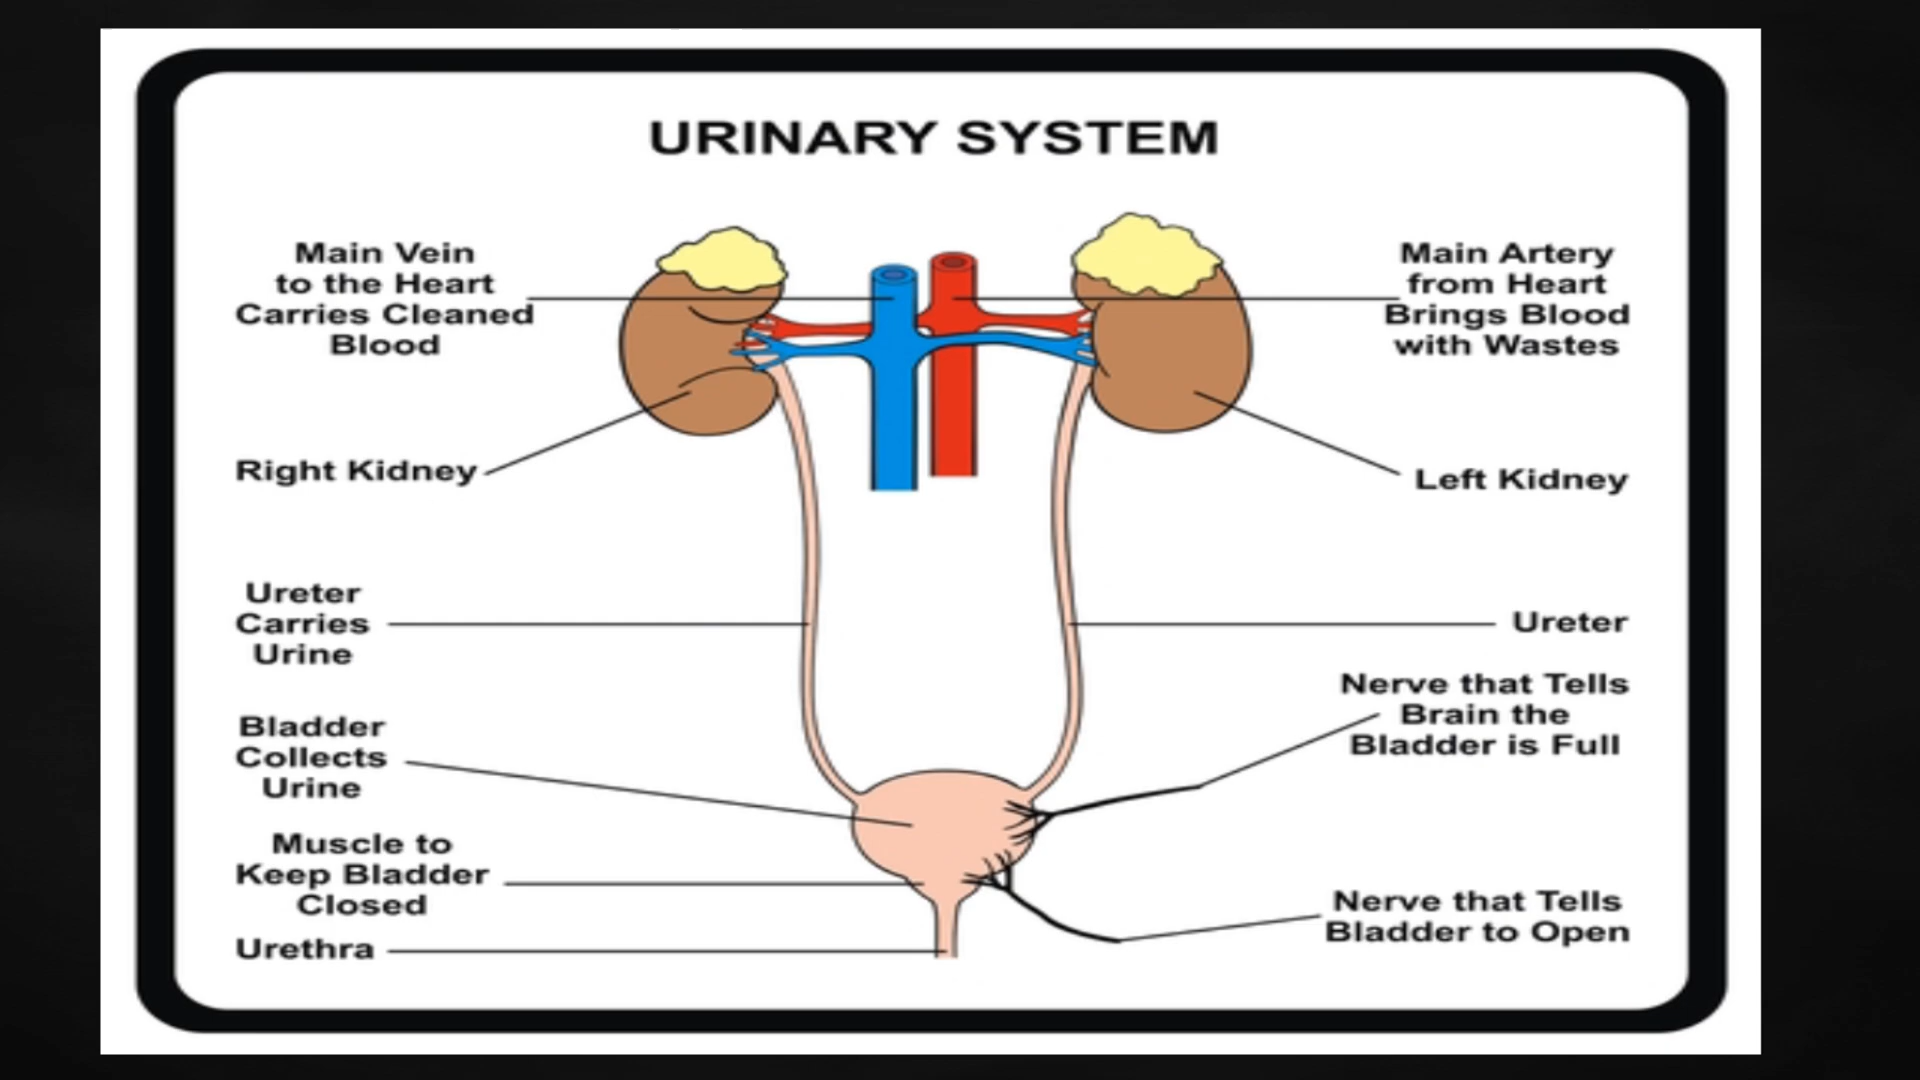 URINARY SYSTEM
Main Vein
to the Heart
Carries Cleaned
Blood
Main Artery
from Heart
Brings Blood
with Wastes
Right Kidney
Left Kidney
Ureter
Carries
Urine
Ureter
Nerve that Tells
Brain the
Bladder is Full
Bladder
Collects
Urine
Muscle to
Keep Bladder
Closed
Nerve that Tells
Bladder to Open
Urethra